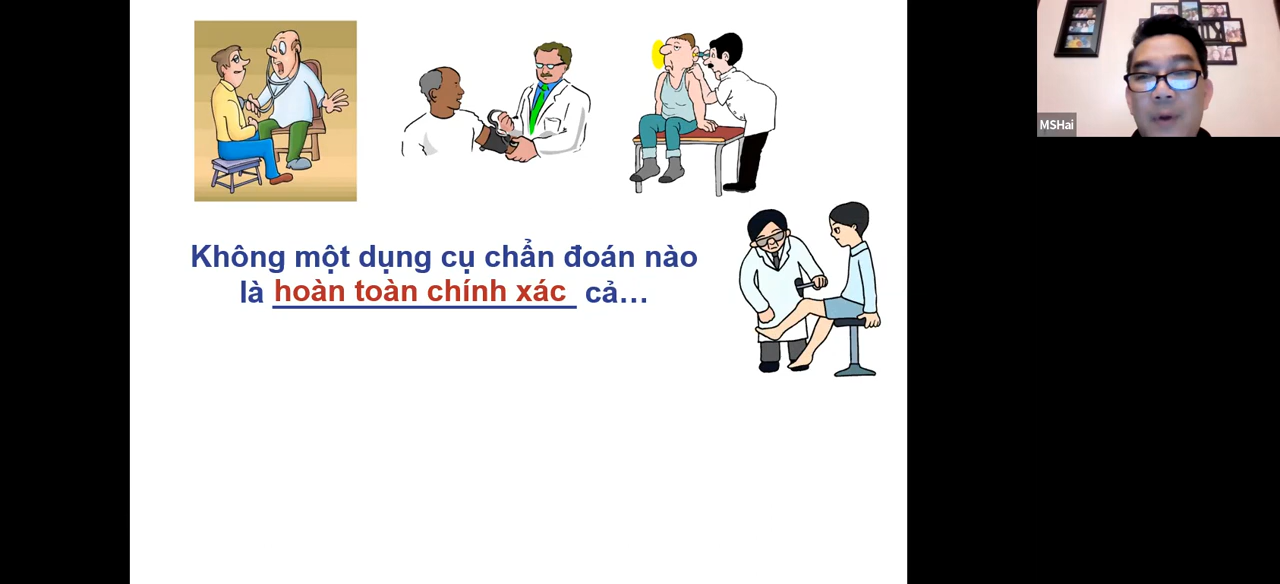 Không một dụng cụ chẩn đoán nào
là hoàn toàn chính xác cả...
MSHai